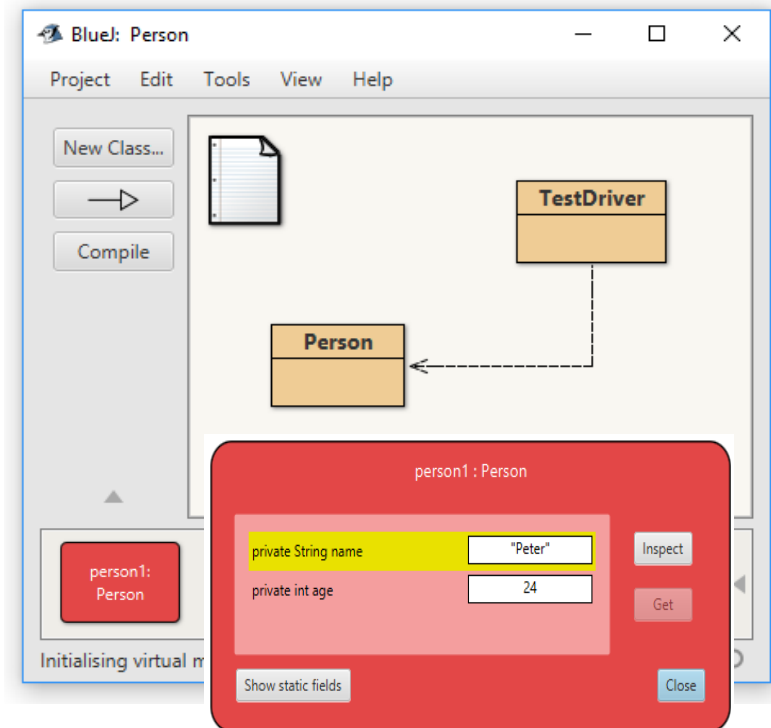 BlueJ: Person
Project Edit Tools View Help
New Class...
Compile
TestDriver
Person
person1 : Person
private String name "Peter" Inspect
private int age 24 Get
person1:
Person
Initialising virtual
Show static fields Close